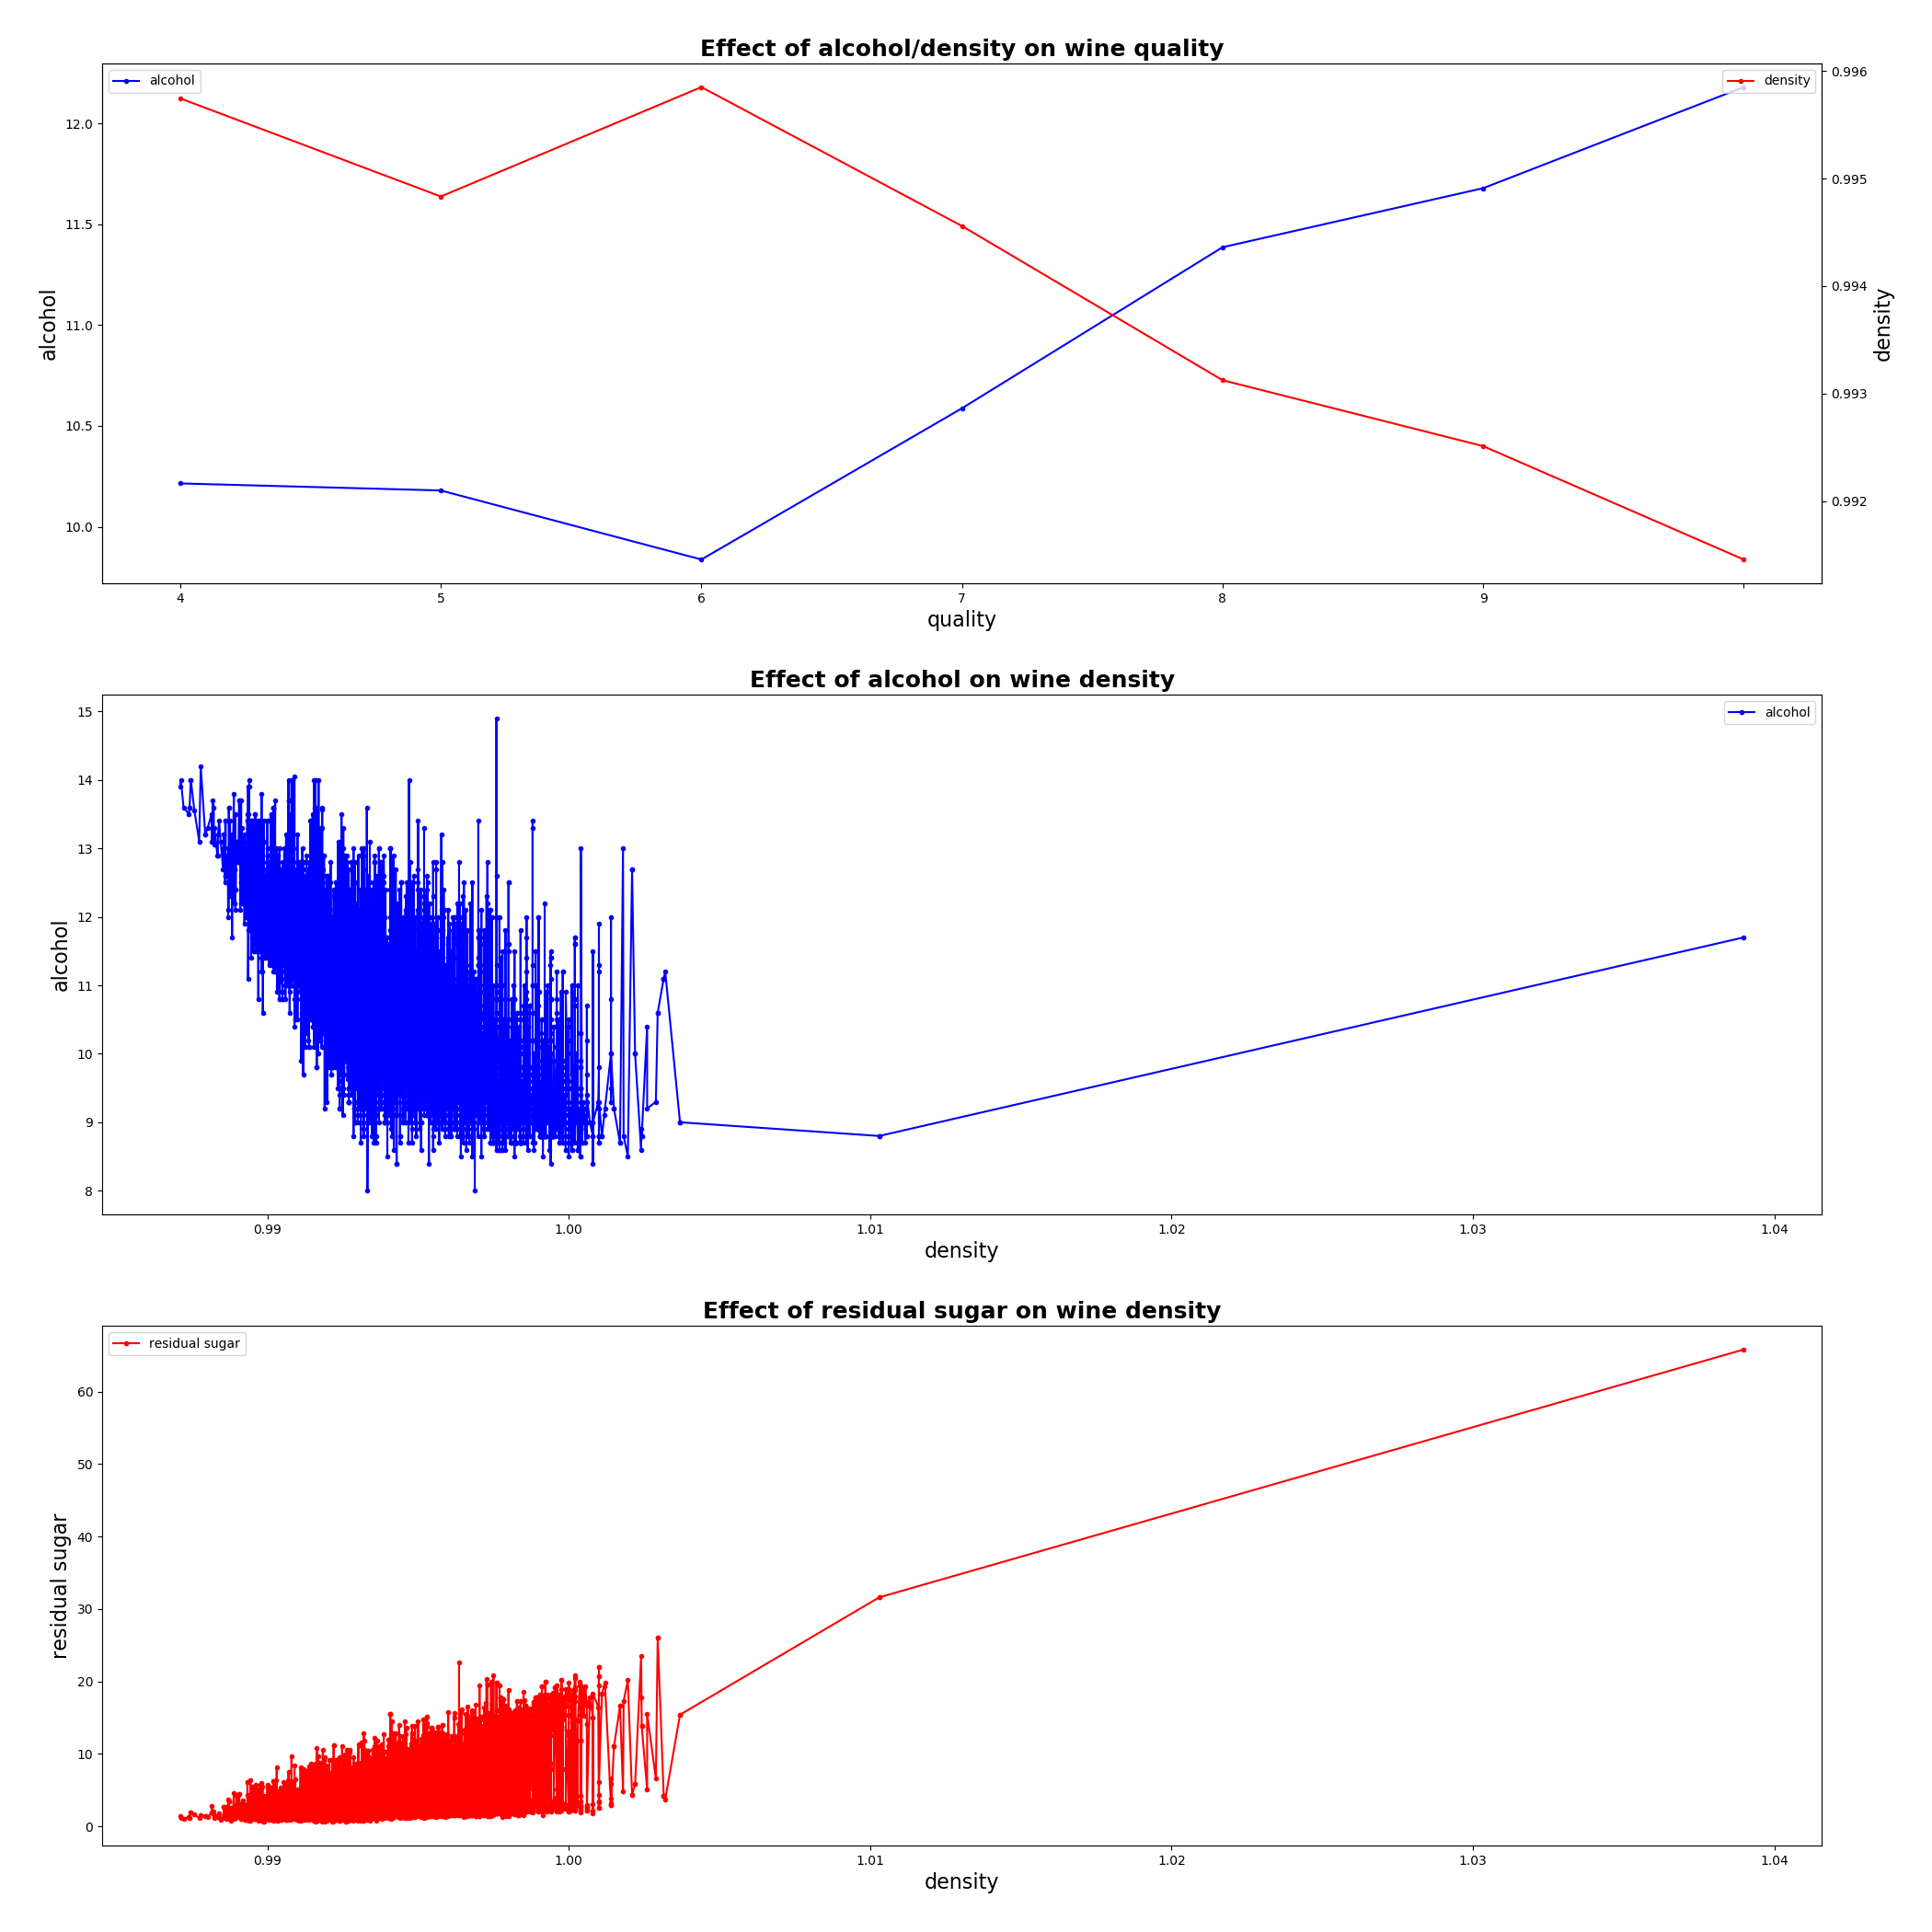 Effect of alcohol/density on wine quality
alcohol
density
12.0
11.5
11.0
10.5
10.0
alcohol
0.996
0.995
0.994
0.993
0.992
density
4 5 6 7 8 9
quality
Effect of alcohol on wine density
alcohol
15
14
13
12
11
10
9
8
alcohol
0.99 1.00 1.01 1.02 1.03 1.04
density
Effect of residual sugar on wine density
residual sugar
60
50
40
30
20
10
0
residual sugar
0.99 1.00 1.01 1.02 1.03 1.04
density